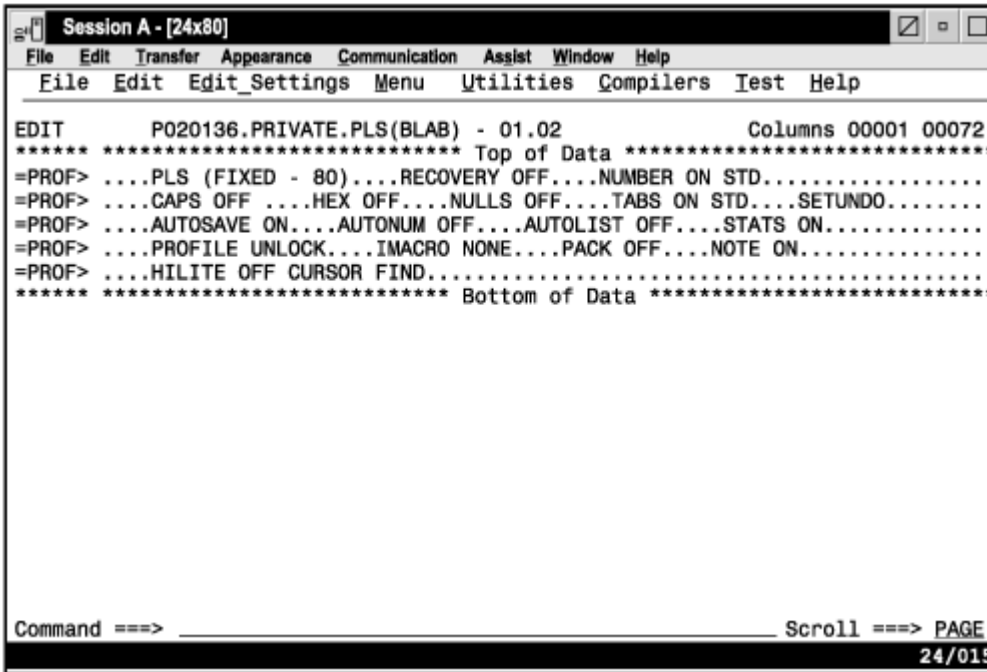 Session A - [24x80]
File Edit Transfer Appearance Communication Assist Window Help
File Edit Edit_Settings Menu Utilities Compilers Test Help
EDIT P020136.PRIVATE.PLS(BLAB) - 01.02 Columns 00001 00072
****** ***************************** Top of Data ******************************
=PROF> ....PLS (FIXED - 80)....RECOVERY OFF....NUMBER ON STD..................
=PROF> ....CAPS OFF ....HEX OFF....NULLS OFF....TABS ON STD....SETUNDO........
=PROF> ....AUTOSAVE ON....AUTONUM OFF....AUTOLIST OFF....STATS ON.............
=PROF> ....PROFILE UNLOCK....IMACRO NONE....PACK OFF....NOTE ON...............
=PROF> ....HILITE OFF CURSOR FIND.............................................
****** **************************** Bottom of Data ****************************
Command ===> Scroll ===> PAGE
24/015